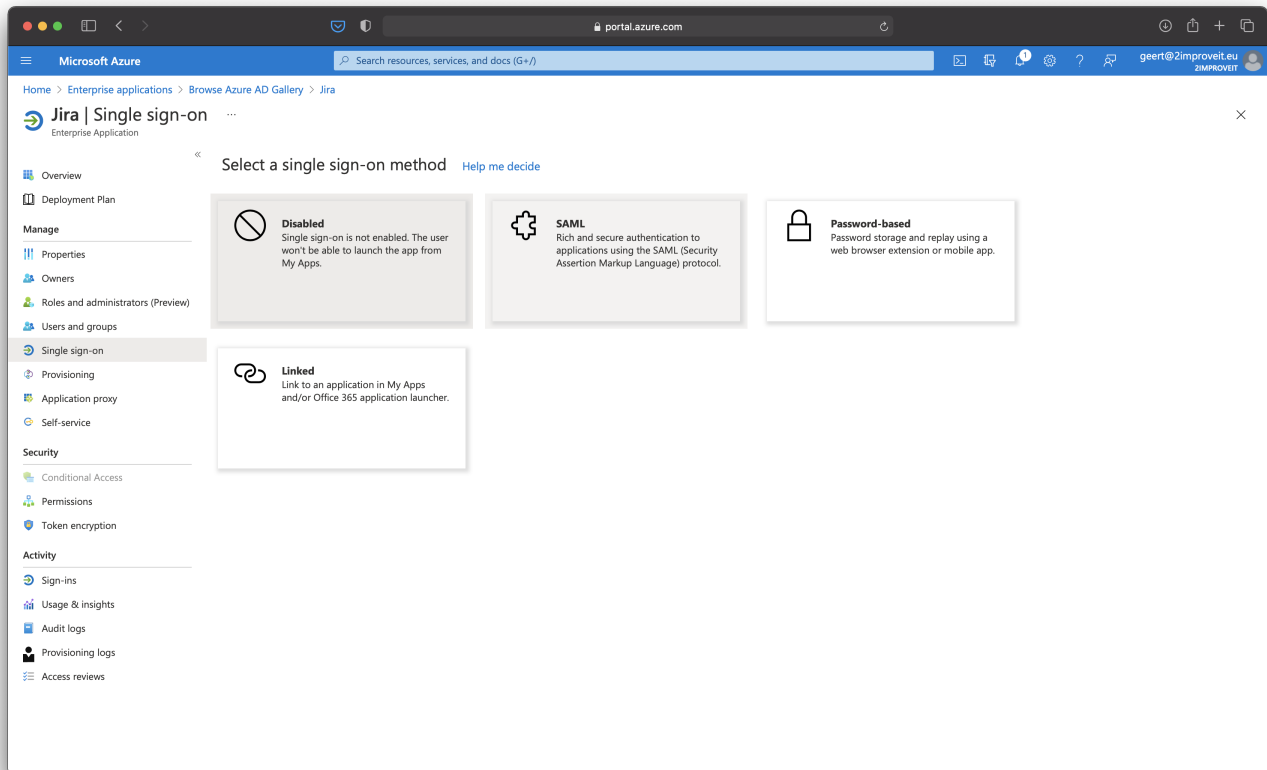 portal.azure.com
Microsoft Azure
Search resources, services, and docs (G+/)
1
geert@2improveit.eu
2IMPROVEIT
Home > Enterprise applications > Browse Azure AD Gallery > Jira
Jira | Single sign-on ...
Enterprise Application
«
Overview
Deployment Plan
Manage
Properties
Owners
Roles and administrators (Preview)
Users and groups
Single sign-on
Provisioning
Application proxy
Self-service
Security
Conditional Access
Permissions
Token encryption
Activity
Sign-ins
Usage & insights
Audit logs
Provisioning logs
Access reviews
Select a single sign-on method Help me decide
Disabled
Single sign-on is not enabled. The user
won't be able to launch the app from
My Apps.
SAML
Rich and secure authentication to
applications using the SAML (Security
Assertion Markup Language) protocol.
Password-based
Password storage and replay using a
web browser extension or mobile app.
Linked
Link to an application in My Apps
and/or Office 365 application launcher.